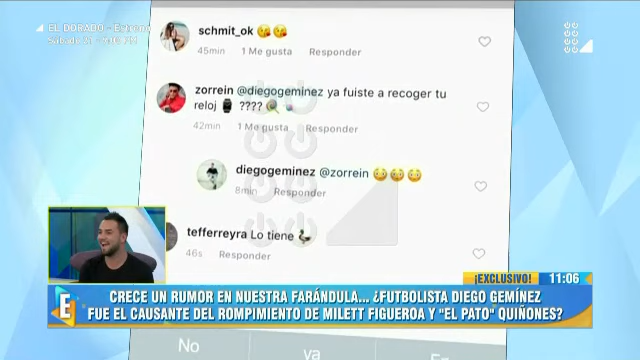 EL DORADO - Estreno
schmit_ok 😘😘
45min 1 Me gusta Responder
zorrein @diegogeminez ya fuiste a recoger tu
reloj ⌚ ????
42min 1 Me gusta Responder
diegogeminez @zorrein 😳😳😳
8min Responder
tefferreyra Lo tiene 🦆
46s Responder
¡EXCLUSIVO! 11:06
E
CRECE UN RUMOR EN NUESTRA FARÁNDULA... ¿FUTBOLISTA DIEGO GEMÍNEZ
FUE EL CAUSANTE DEL ROMPIMIENTO DE MILETT FIGUEROA Y "EL PATO" QUIÑONES?
No ya